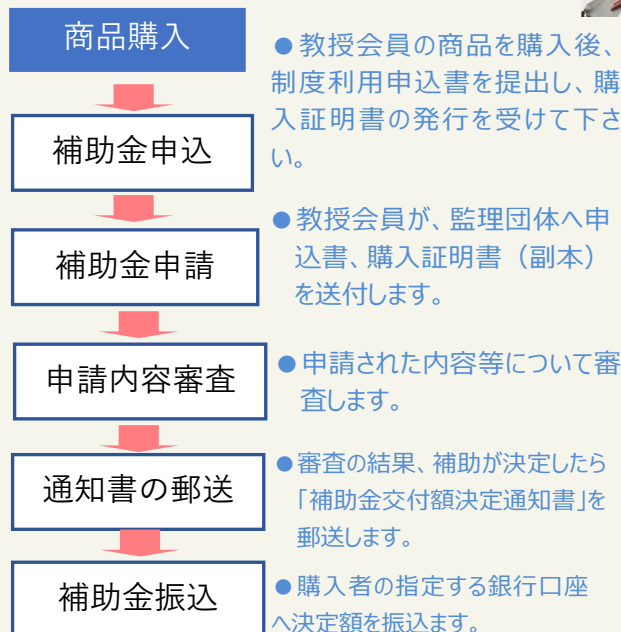 商品購入
●教授会員の商品を購入後、
制度利用申込書を提出し、購
入証明書の発行を受けて下さ
い。
補助金申込
●教授会員が、監理団体へ申
込書、購入証明書（副本）
を送付します。
補助金申請
申請内容審査
●申請された内容等について審
査します。
通知書の郵送
●審査の結果、補助が決定したら
「補助金交付額決定通知書」を
郵送します。
補助金振込
●購入者の指定する銀行口座
へ決定額を振込ます。